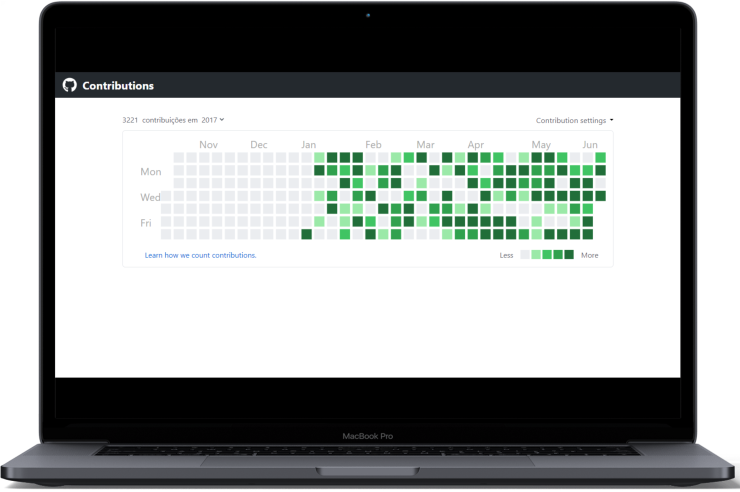 Contributions
3221 contribuições em 2017
Contribution settings
Nov Dec Jan Feb Mar Apr May Jun
Mon
Wed
Fri
Learn how we count contributions.
Less More
MacBook Pro